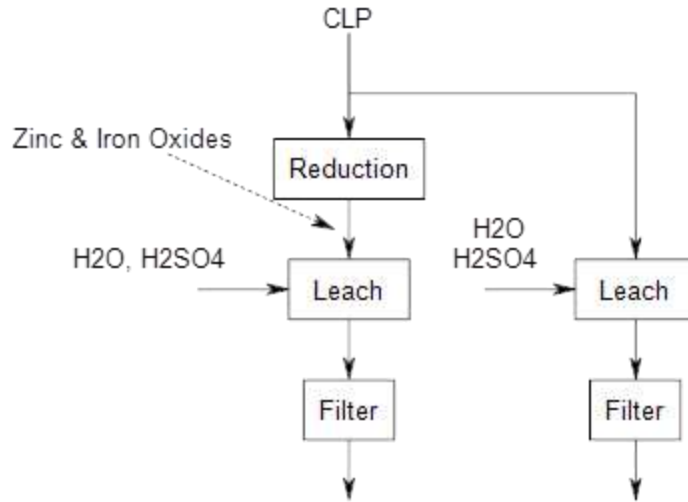 CLP
Zinc & Iron Oxides
Reduction
H2O, H2SO4
Leach
H2O
H2SO4
Leach
Filter
Filter